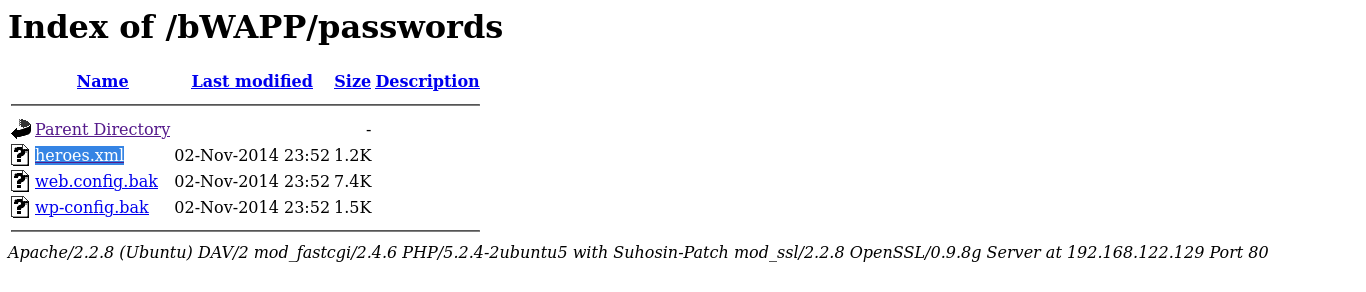 Index of /bWAPP/passwords
Name Last modified Size Description
Parent Directory -
heroes.xml 02-Nov-2014 23:52 1.2K
web.config.bak 02-Nov-2014 23:52 7.4K
wp-config.bak 02-Nov-2014 23:52 1.5K
Apache/2.2.8 (Ubuntu) DAV/2 mod_fastcgi/2.4.6 PHP/5.2.4-2ubuntu5 with Suhosin-Patch mod_ssl/2.2.8 OpenSSL/0.9.8g Server at 192.168.122.129 Port 80